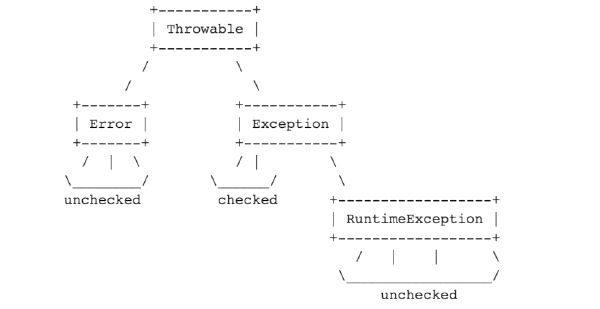 Throwable
Error
Exception
unchecked
checked
RuntimeException
unchecked